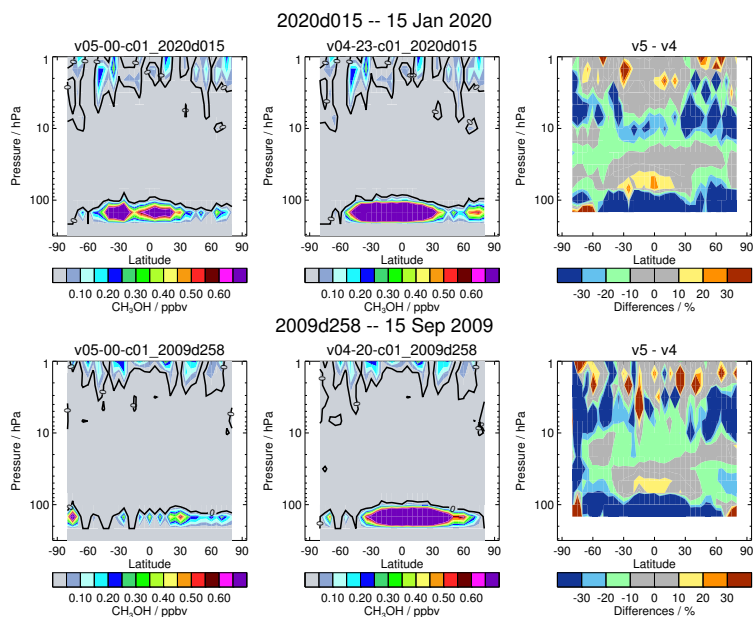 2020d015 -- 15 Jan 2020
v05-00-c01_2020d015
v04-23-c01_2020d015
v5 - v4
Pressure / hPa
1
10
100
Pressure / hPa
1
10
100
Pressure / hPa
1
10
100
-90 -60 -30 0 30 60 90
Latitude
-90 -60 -30 0 30 60 90
Latitude
-90 -60 -30 0 30 60 90
Latitude
0.10 0.20 0.30 0.40 0.50 0.60
CH₃OH / ppbv
0.10 0.20 0.30 0.40 0.50 0.60
CH₃OH / ppbv
-30 -20 -10 0 10 20 30
Differences / %
2009d258 -- 15 Sep 2009
v05-00-c01_2009d258
v04-20-c01_2009d258
v5 - v4
Pressure / hPa
1
10
100
Pressure / hPa
1
10
100
Pressure / hPa
1
10
100
-90 -60 -30 0 30 60 90
Latitude
-90 -60 -30 0 30 60 90
Latitude
-90 -60 -30 0 30 60 90
Latitude
0.10 0.20 0.30 0.40 0.50 0.60
CH₃OH / ppbv
0.10 0.20 0.30 0.40 0.50 0.60
CH₃OH / ppbv
-30 -20 -10 0 10 20 30
Differences / %